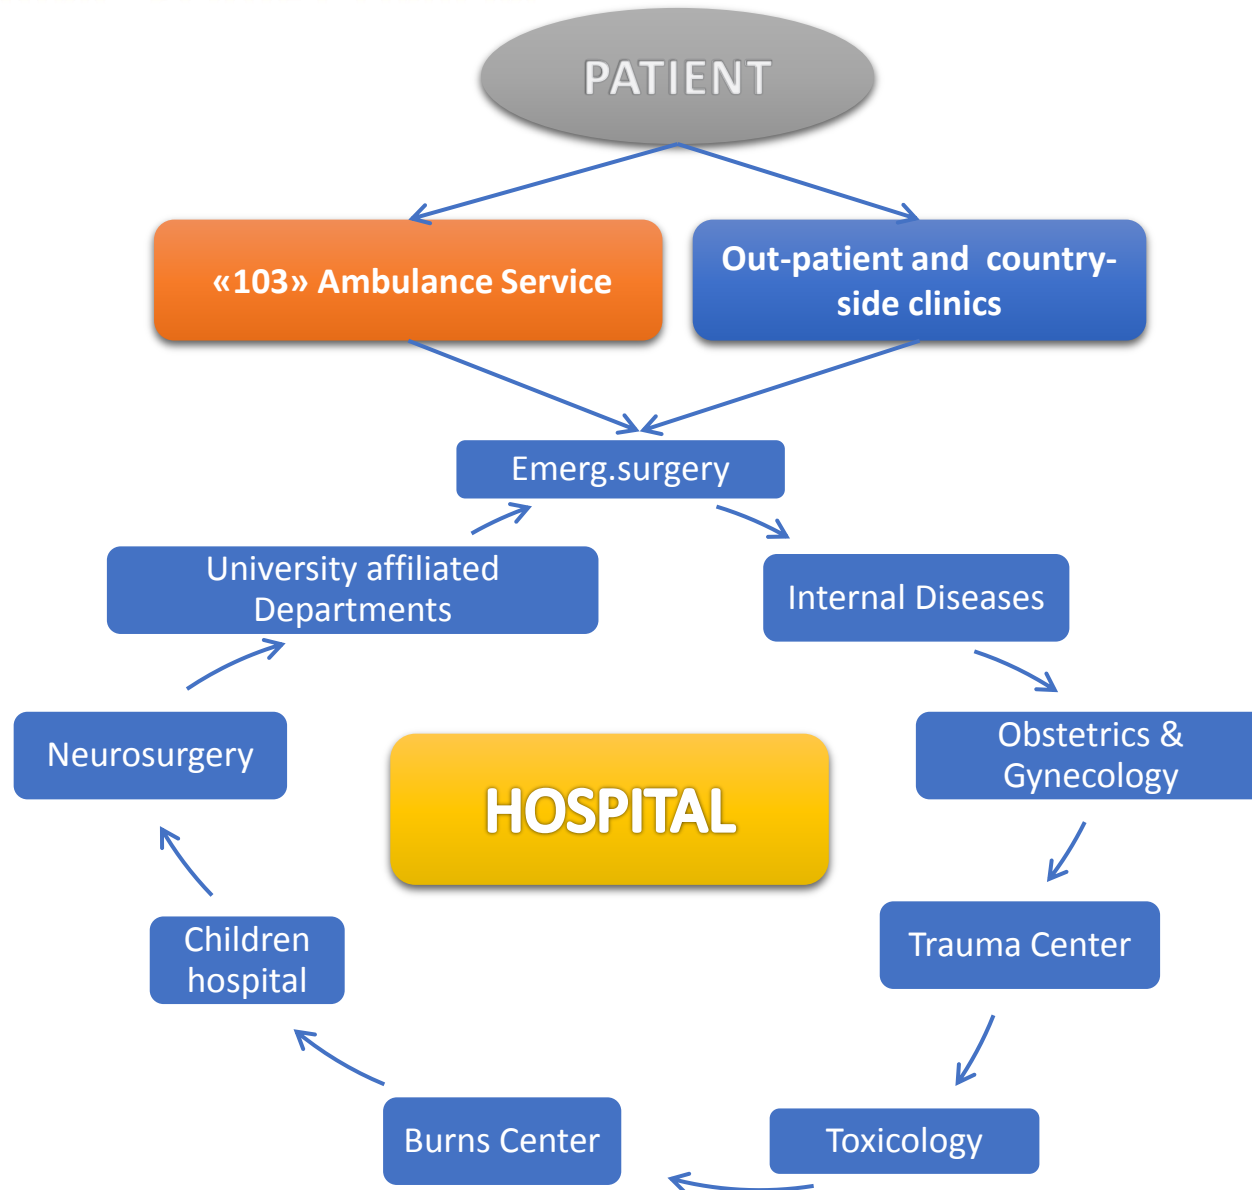 PATIENT
«103» Ambulance Service
Out-patient and country-
side clinics
Emerg.surgery
University affiliated
Departments
Internal Diseases
Neurosurgery
Obstetrics &
Gynecology
HOSPITAL
Children
hospital
Trauma Center
Burns Center
Toxicology